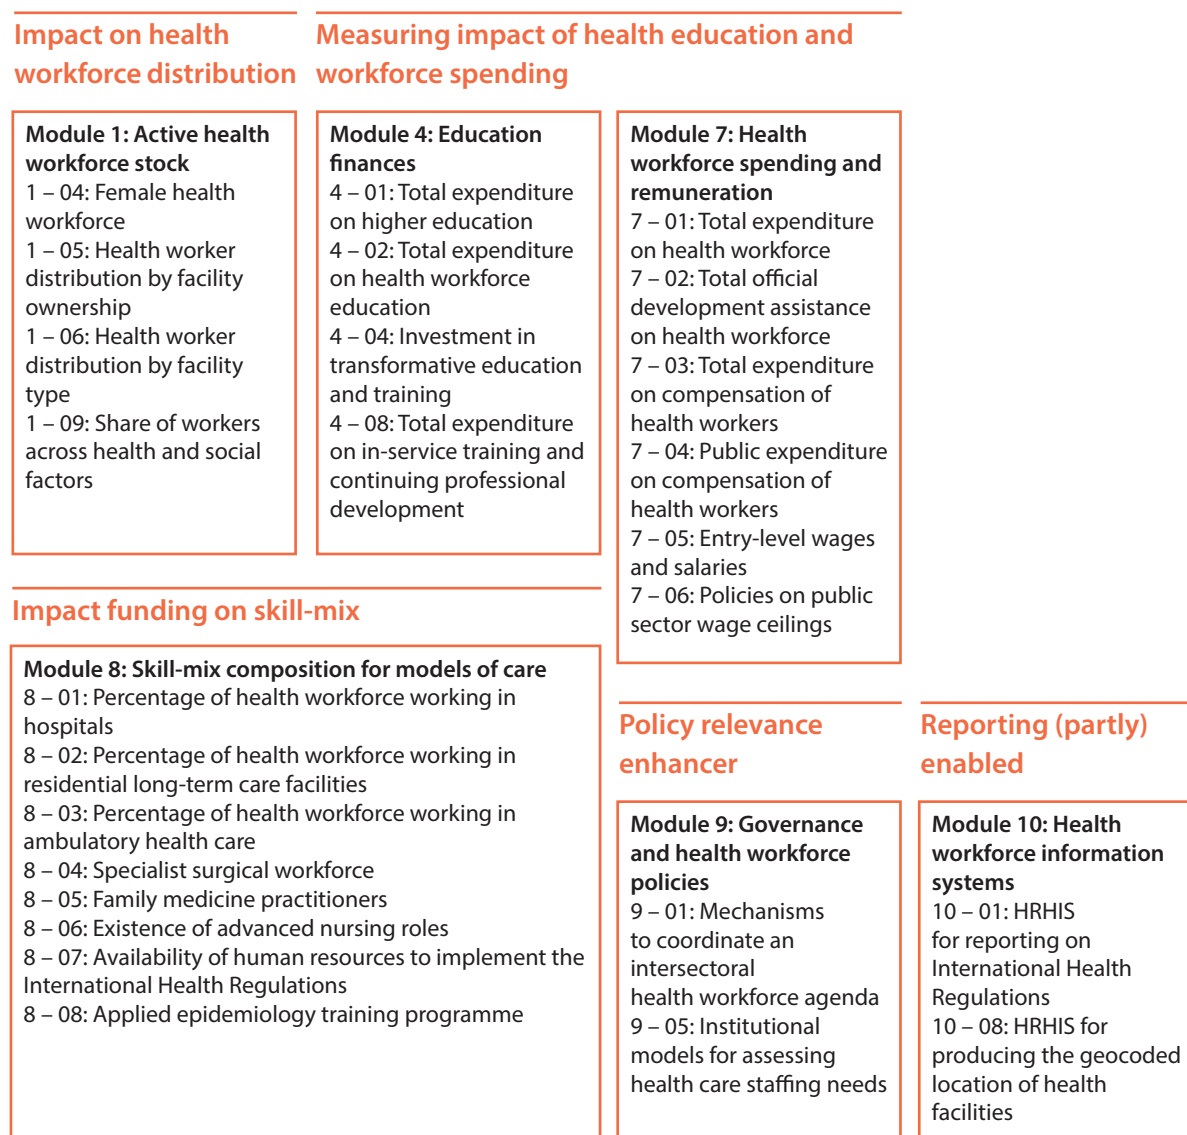 Impact on health
workforce distribution
Measuring impact of health education and
workforce spending
Module 1: Active health
workforce stock
1 – 04: Female health
workforce
1 – 05: Health worker
distribution by facility
ownership
1 – 06: Health worker
distribution by facility
type
1 – 09: Share of workers
across health and social
factors
Module 4: Education
finances
4 – 01: Total expenditure
on higher education
4 – 02: Total expenditure
on health workforce
education
4 – 04: Investment in
transformative education
and training
4 – 08: Total expenditure
on in-service training and
continuing professional
development
Module 7: Health
workforce spending and
remuneration
7 – 01: Total expenditure
on health workforce
7 – 02: Total official
development assistance
on health workforce
7 – 03: Total expenditure
on compensation of
health workers
7 – 04: Public expenditure
on compensation of
health workers
7 – 05: Entry-level wages
and salaries
7 – 06: Policies on public
sector wage ceilings
Impact funding on skill-mix
Module 8: Skill-mix composition for models of care
8 – 01: Percentage of health workforce working in
hospitals
8 – 02: Percentage of health workforce working in
residential long-term care facilities
8 – 03: Percentage of health workforce working in
ambulatory health care
8 – 04: Specialist surgical workforce
8 – 05: Family medicine practitioners
8 – 06: Existence of advanced nursing roles
8 – 07: Availability of human resources to implement the
International Health Regulations
8 – 08: Applied epidemiology training programme
Policy relevance
enhancer
Module 9: Governance
and health workforce
policies
9 – 01: Mechanisms
to coordinate an
intersectoral
health workforce agenda
9 – 05: Institutional
models for assessing
health care staffing needs
Reporting (partly)
enabled
Module 10: Health
workforce information
systems
10 – 01: HRHIS
for reporting on
International Health
Regulations
10 – 08: HRHIS for
producing the geocoded
location of health
facilities